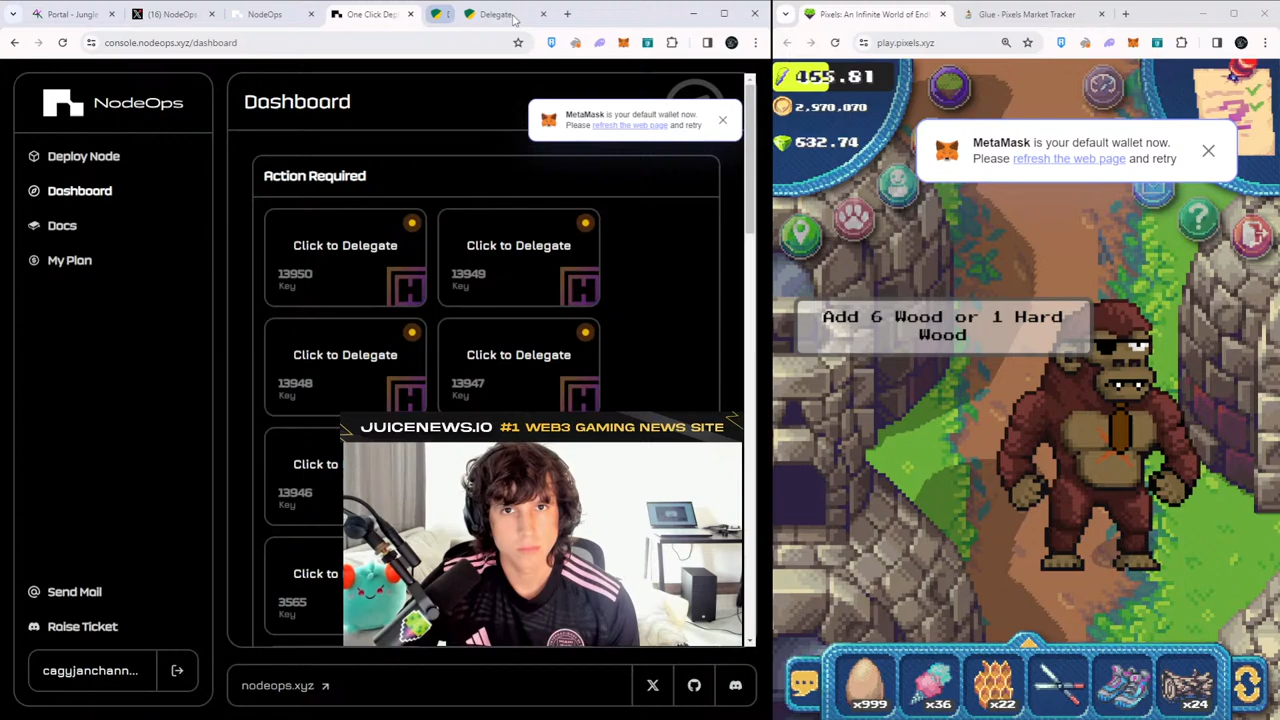 Portal - Jungle
(16) NodeOps
NodeOps
One Click Dep
Delegate
console.nodeops.xyz/dashboard
NodeOps
Deploy Node
Dashboard
Docs
My Plan
Send Mail
Raise Ticket
cagyjanchenn...
Dashboard
MetaMask is your default wallet now.
Please refresh the web page and retry
Action Required
Click to Delegate
13950
Key
Click to Delegate
13949
Key
Click to Delegate
13948
Click to Delegate
13947
Click to
13946
Click to
3565
Key
JUICENEWS.IO #1 WEB3 GAMING NEWS SITE
nodeops.xyz
Pixels: An Infinite World of End
Glue - Pixels Market Tracker
play.pixels.xyz
465.81
2,970,070
632.74
MetaMask is your default wallet now.
Please refresh the web page and retry
Add 6 Wood or 1 Hard
Wood
x999
x36
x22
x24